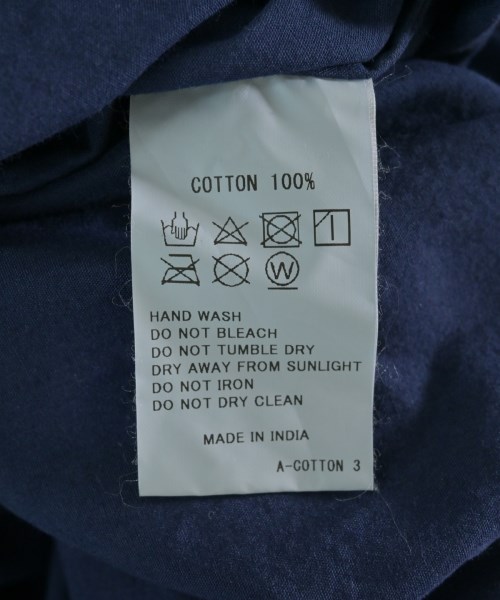 COTTON 100%
W
HAND WASH
DO NOT BLEACH
DO NOT TUMBLE DRY
DRY AWAY FROM SUNLIGHT
DO NOT IRON
DO NOT DRY CLEAN
MADE IN INDIA
A-COTTON 3